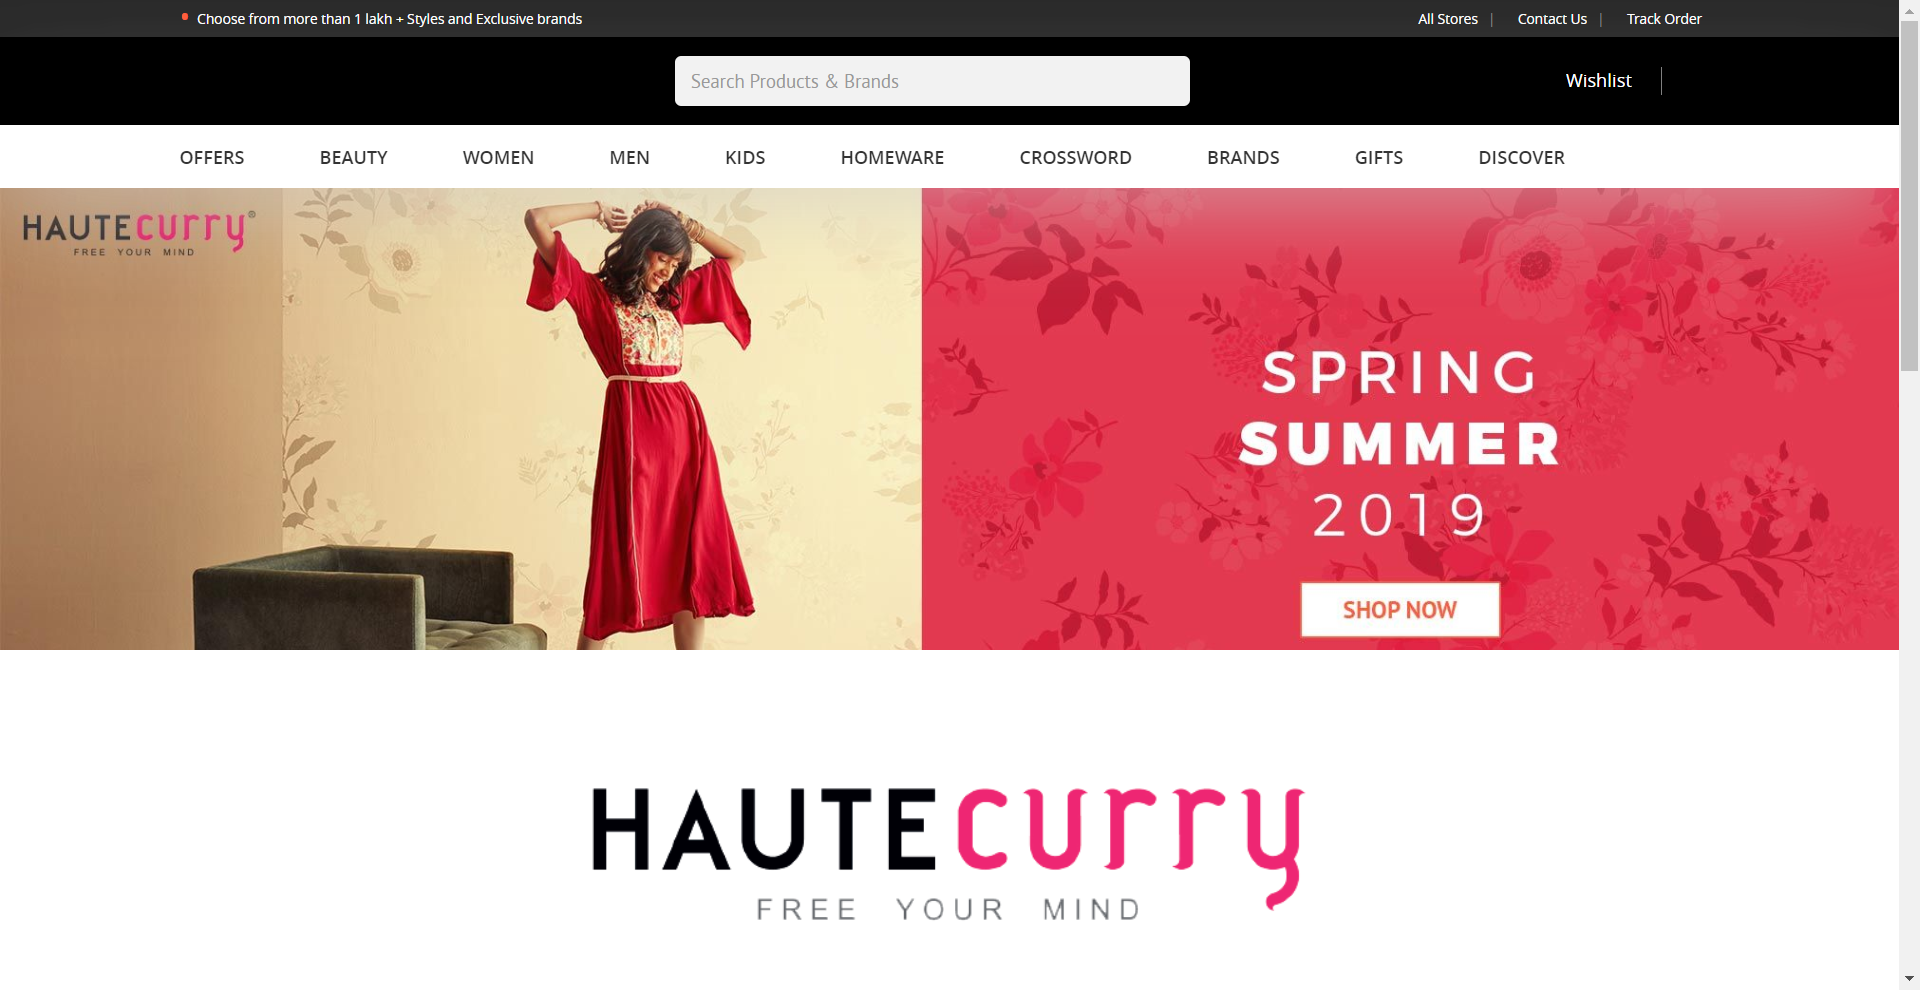 Choose from more than 1 lakh + Styles and Exclusive brands
All Stores | Contact Us | Track Order
Search Products & Brands
Wishlist
OFFERS BEAUTY WOMEN MEN KIDS HOMEWARE CROSSWORD BRANDS GIFTS DISCOVER
HAUTEcurry®
FREE YOUR MIND
SPRING
SUMMER
2019
SHOP NOW
HAUTEcurry
FREE YOUR MIND